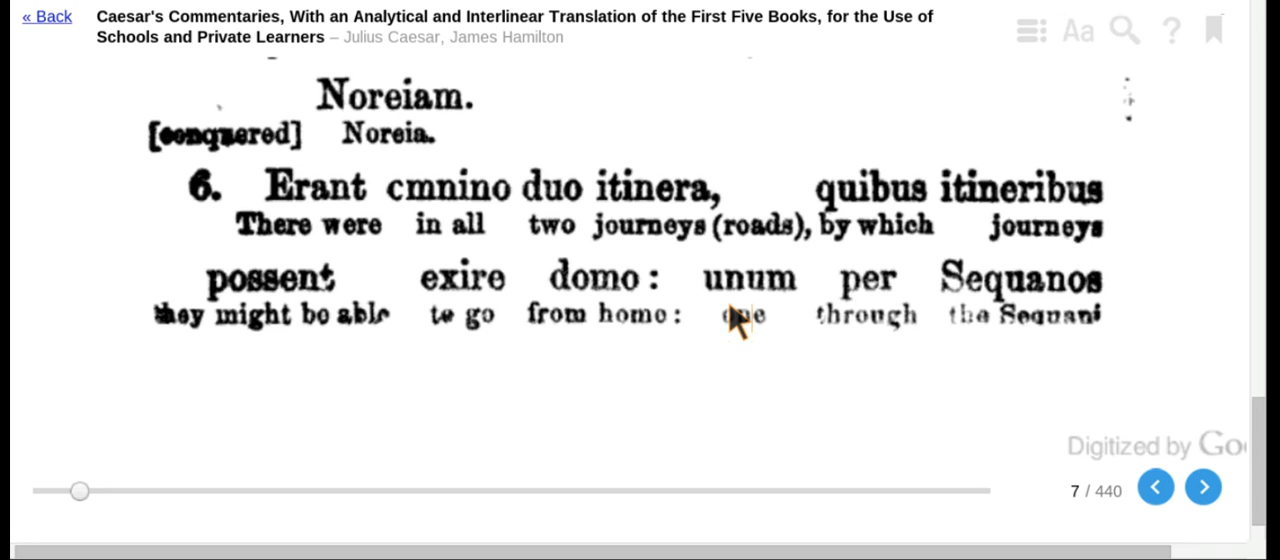 « Back
Caesar's Commentaries, With an Analytical and Interlinear Translation of the First Five Books, for the Use of
Schools and Private Learners – Julius Caesar, James Hamilton
Aa
?
Noreiam.
[conquered] Noreia.
6. Erant cmnino duo itinera, quibus itineribus
There were in all two journeys (roads), by which journeys
possent exire domo: unum per Sequanos
they might be able to go from home: one through the Sequani
Digitized by Goo
7 / 440